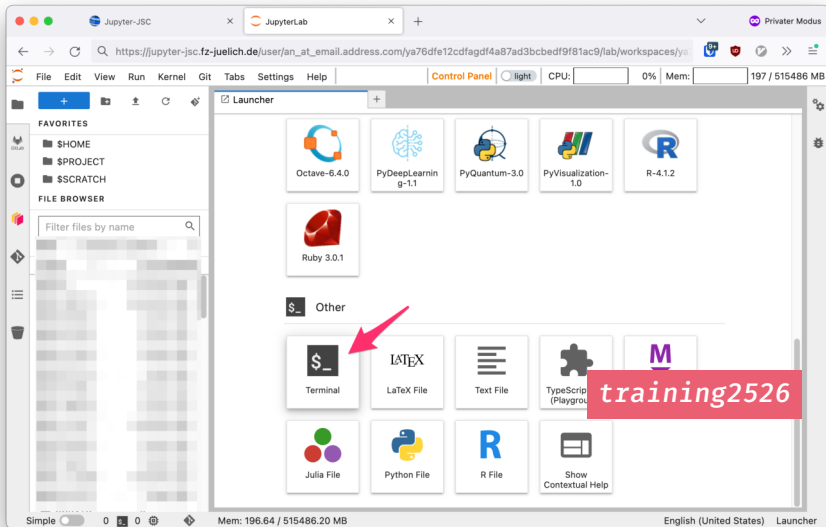 Jupyter-JSC
JupyterLab
Privater Modus
https://jupyter-jsc.fz-juelich.de/user/an_at_email.address.com/ya76dfe12cdfagdf4a87ad3bcbedf9f81ac9/lab/workspaces/ya
9+
File Edit View Run Kernel Git Tabs Settings Help
Control Panel light CPU: 0% Mem: 197 / 515486 MB
Launcher
FAVORITES
$HOME
$PROJECT
$SCRATCH
FILE BROWSER
Filter files by name
Octave-6.4.0
PyDeepLearnin
g-1.1
PyQuantum-3.0
PyVisualization-
1.0
R
R-4.1.2
Ruby 3.0.1
$_ Other
$_
Terminal
LATEX
LaTeX File
Text File
TypeScrip
(Playgrou
M
training2526
Julia File
Python File
R
R File
Show
Contextual Help
Simple 0 $_ 0 Mem: 196.64 / 515486.20 MB English (United States) Launcher